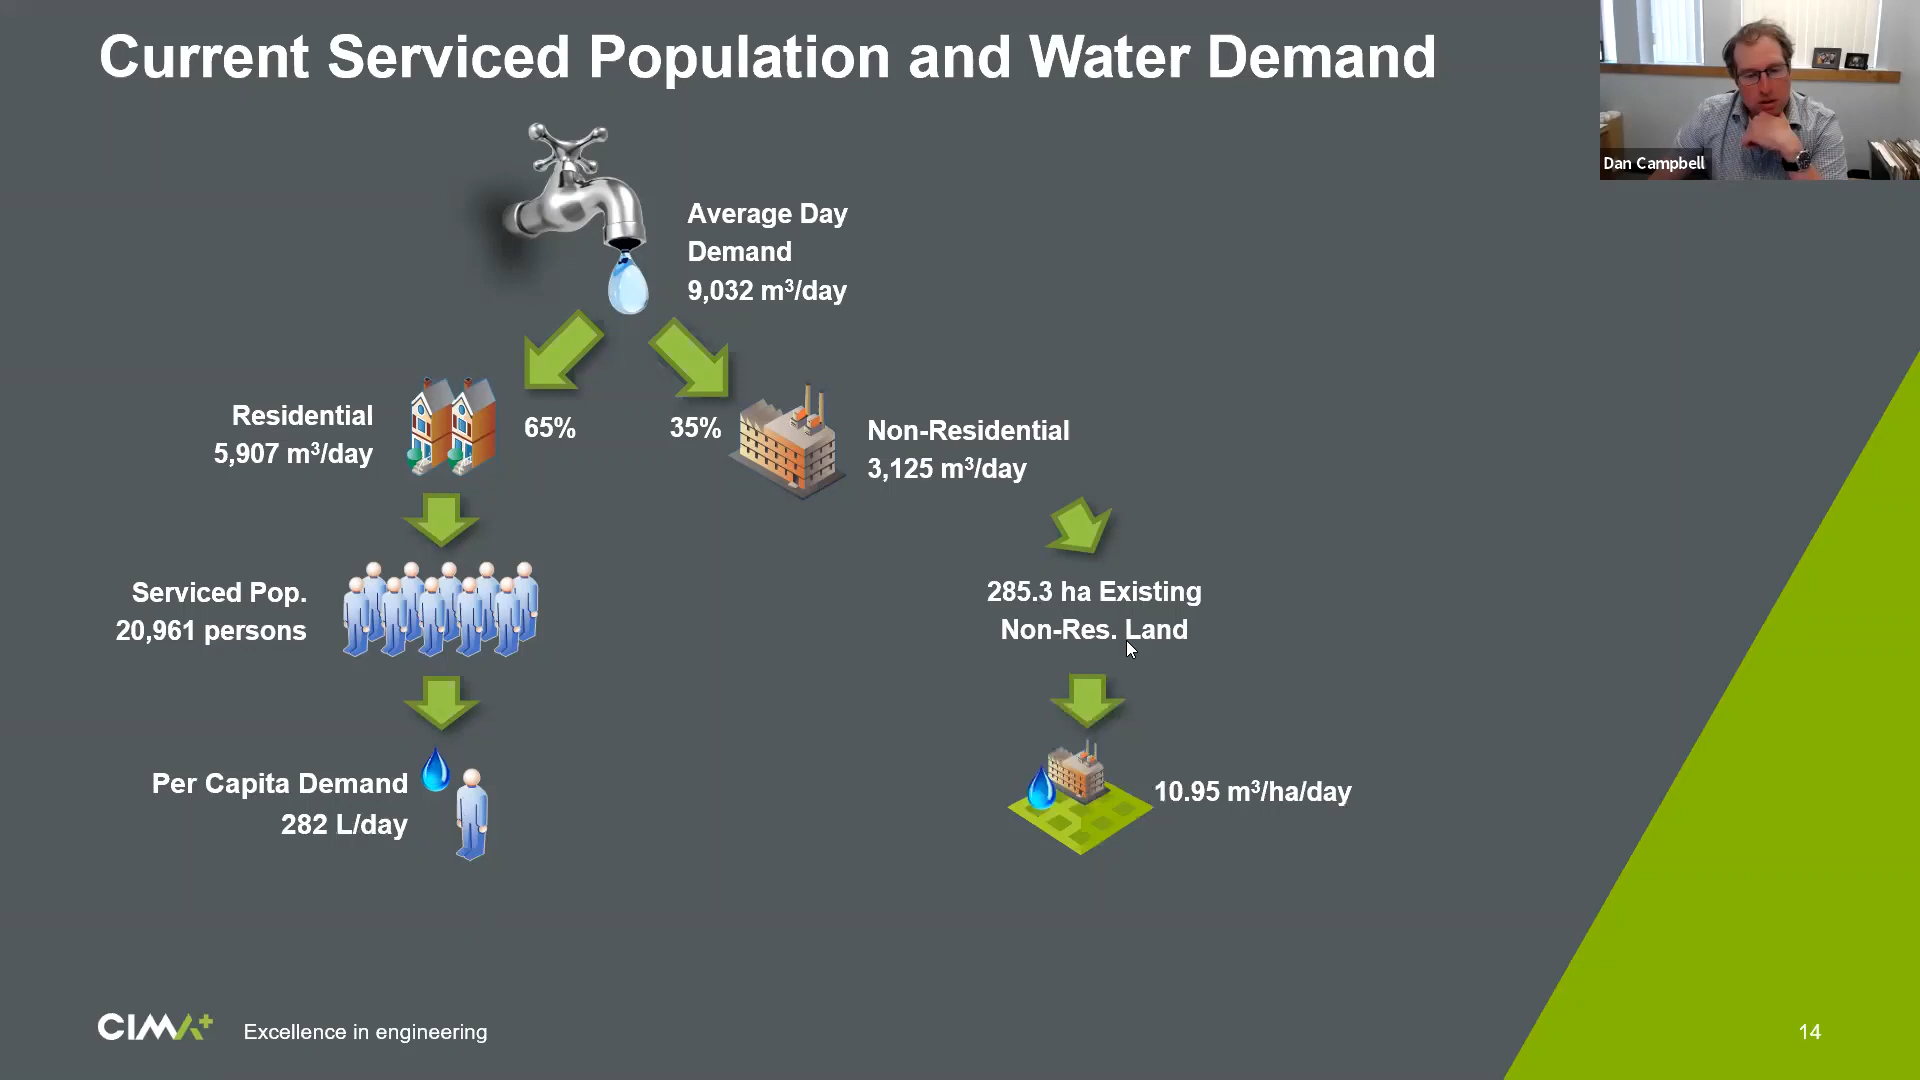 Current Serviced Population and Water Demand
Dan Campbell
Average Day
Demand
9,032 m³/day
65%
35%
Residential
5,907 m³/day
Non-Residential
3,125 m³/day
Serviced Pop.
20,961 persons
285.3 ha Existing
Non-Res. Land
Per Capita Demand
282 L/day
10.95 m³/ha/day
CIMA+
Excellence in engineering
14